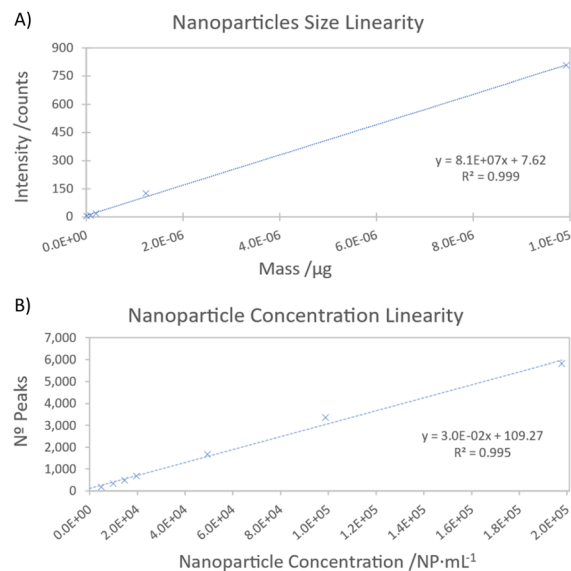 A)
Nanoparticles Size Linearity
Intensity /counts
900
750
600
450
300
150
0
y = 8.1E+07x + 7.62
R² = 0.999
0.0E+00
2.0E-06
4.0E-06
6.0E-06
8.0E-06
1.0E-05
Mass /µg
B)
Nanoparticle Concentration Linearity
Nº Peaks
7,000
6,000
5,000
4,000
3,000
2,000
1,000
0
y = 3.0E-02x + 109.27
R² = 0.995
0.0E+00
2.0E+04
4.0E+04
6.0E+04
8.0E+04
1.0E+05
1.2E+05
1.4E+05
1.6E+05
1.8E+05
2.0E+05
Nanoparticle Concentration /NP·mL⁻¹